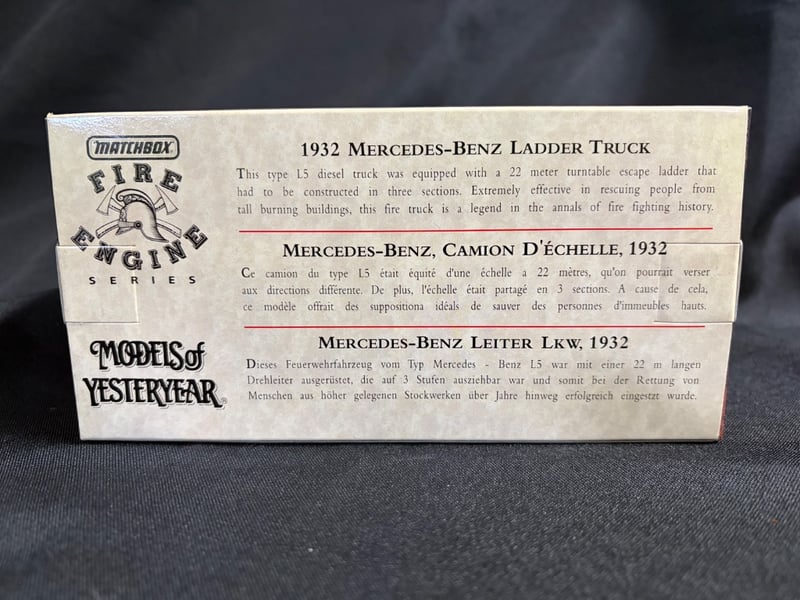 MATCHBOX
FIRE
ENGINE
SERIES
MODELS of
YESTERYEAR®
1932 MERCEDES-BENZ LADDER TRUCK
This type L5 diesel truck was equipped with a 22 meter turntable escape ladder that
had to be constructed in three sections. Extremely effective in rescuing people from
tall burning buildings, this fire truck is a legend in the annals of fire fighting history.
MERCEDES-BENZ, CAMION D'ÉCHELLE, 1932
Ce camion du type L5 était équité d'une échelle a 22 mètres, qu'on pourrait verser
aux directions différente. De plus, l'échelle était partagé en 3 sections. A cause de cela,
ce modèle offrait des suppositiona idéals de sauver des personnes d'immeubles hauts.
MERCEDES-BENZ LEITER LKW, 1932
Dieses Feuerwehrfahrzeug vom Typ Mercedes - Benz L5 war mit einer 22 m langen
Drehleiter ausgerüstet, die auf 3 Stufen ausziehbar war und somit bei der Rettung von
Menschen aus höher gelegenen Stockwerken über Jahre hinweg erfolgreich eingestzt wurde.